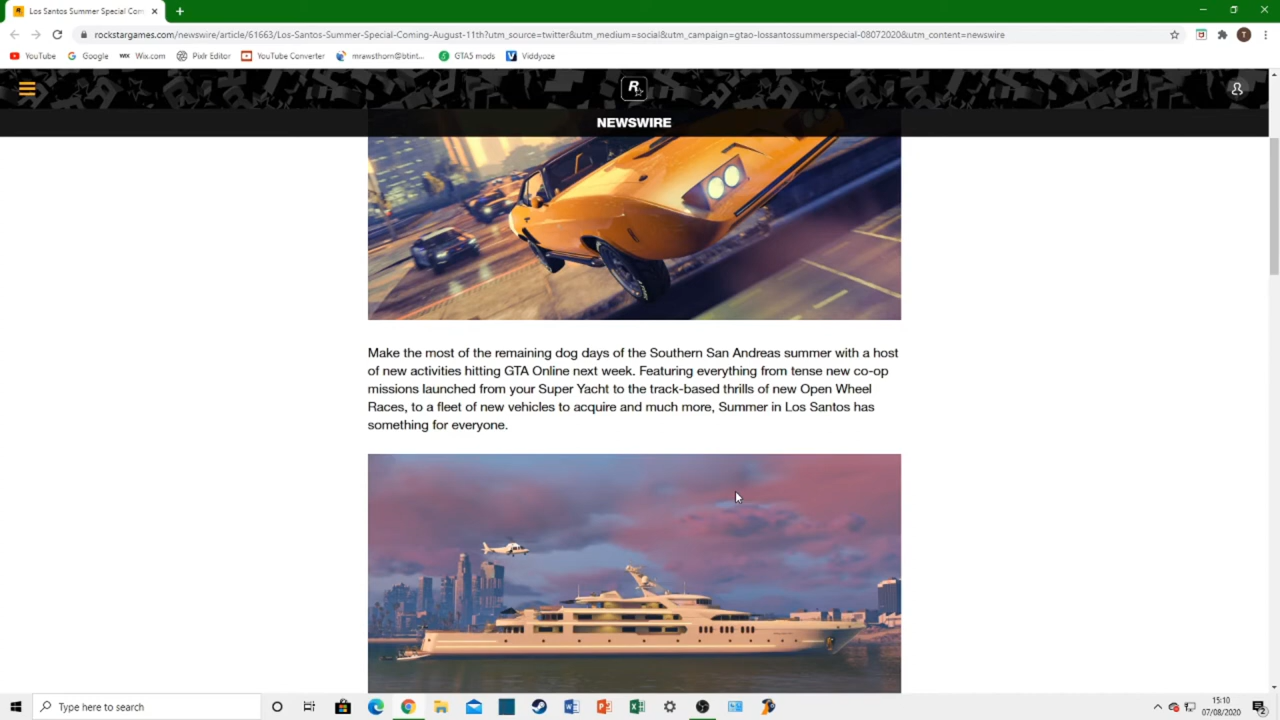 Los Santos Summer Special Com
rockstargames.com/newswire/article/61663/Los-Santos-Summer-Special-Coming-August-11th?utm_source=twitter&utm_medium=social&utm_campaign=gtao-lossantossummerspecial-08072020&utm_content=newswire
T
YouTube Google WIX Wix.com Pixlr Editor YouTube Converter mrawsthorn@btint... GTA5 mods V Viddyoze
R
NEWSWIRE
Make the most of the remaining dog days of the Southern San Andreas summer with a host
of new activities hitting GTA Online next week. Featuring everything from tense new co-op
missions launched from your Super Yacht to the track-based thrills of new Open Wheel
Races, to a fleet of new vehicles to acquire and much more, Summer in Los Santos has
something for everyone.
Type here to search
15:10
07/08/2020
2